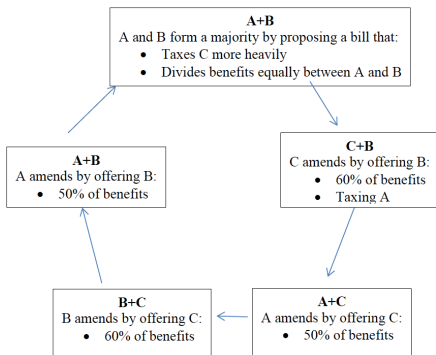 A+B
A and B form a majority by proposing a bill that:
• Taxes C more heavily
• Divides benefits equally between A and B
C+B
C amends by offering B:
• 60% of benefits
• Taxing A
A+C
A amends by offering C:
• 50% of benefits
B+C
B amends by offering C:
• 60% of benefits
A+B
A amends by offering B:
• 50% of benefits